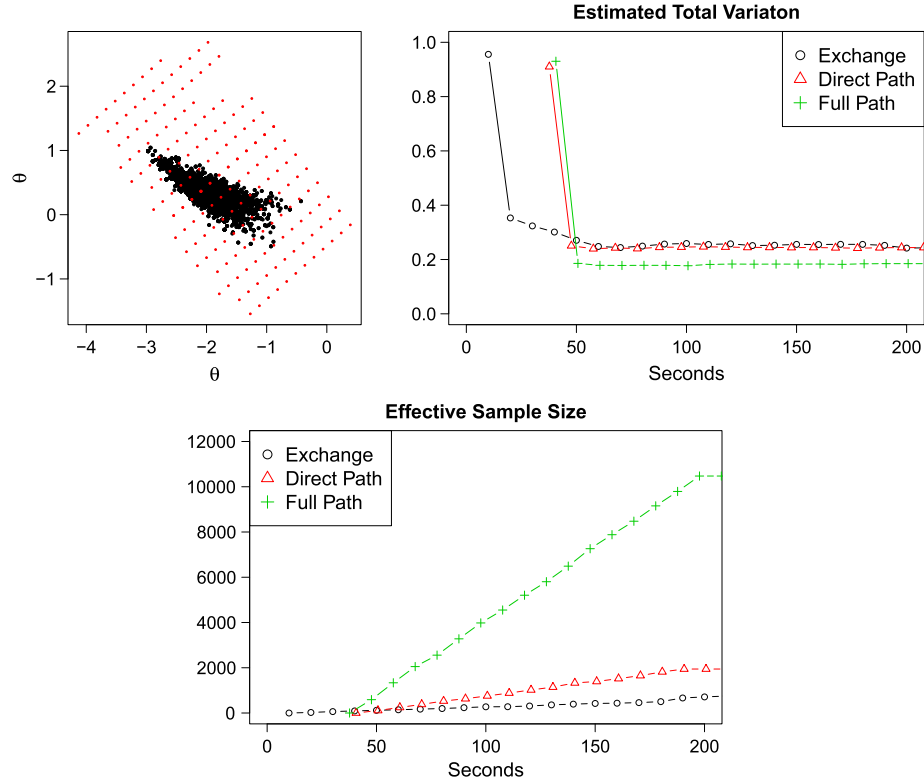 Estimated Total Variaton
θ
2
1
0
−1
−4
−3
−2
−1
0
θ
1.0
0.8
0.6
0.4
0.2
0.0
Exchange
Direct Path
Full Path
0
50
100
150
200
Seconds
Effective Sample Size
12000
10000
8000
6000
4000
2000
0
Exchange
Direct Path
Full Path
0
50
100
150
200
Seconds